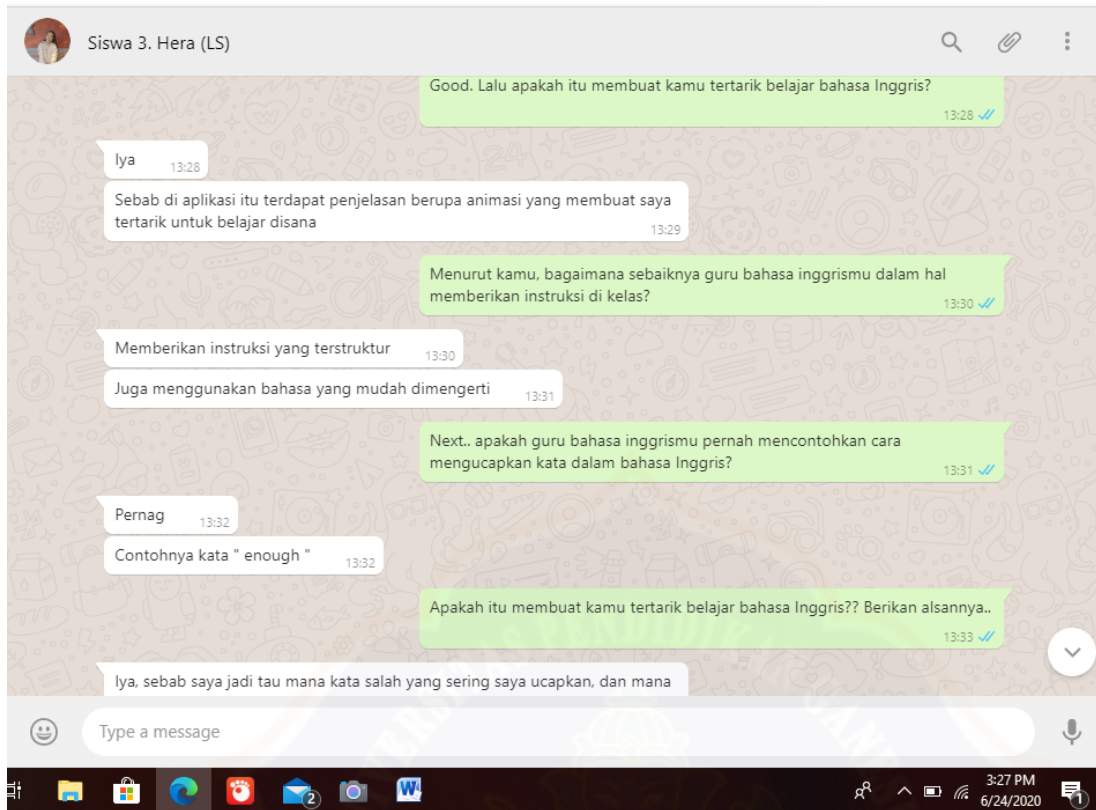 Siswa 3. Hera (LS)
Good. Lalu apakah itu membuat kamu tertarik belajar bahasa Inggris?
13:28
Iya
13:28
Sebab di aplikasi itu terdapat penjelasan berupa animasi yang membuat saya
tertarik untuk belajar disana
13:29
Menurut kamu, bagaimana sebaiknya guru bahasa inggrismu dalam hal
memberikan instruksi di kelas?
13:30
Memberikan instruksi yang terstruktur
13:30
Juga menggunakan bahasa yang mudah dimengerti
13:31
Next.. apakah guru bahasa inggrismu pernah mencontohkan cara
mengucapkan kata dalam bahasa Inggris?
13:31
Pernag
13:32
Contohnya kata " enough "
13:32
Apakah itu membuat kamu tertarik belajar bahasa Inggris?? Berikan alsannya..
13:33
Iya, sebab saya jadi tau mana kata salah yang sering saya ucapkan, dan mana
Type a message
2
W
3:27 PM
6/24/2020
1